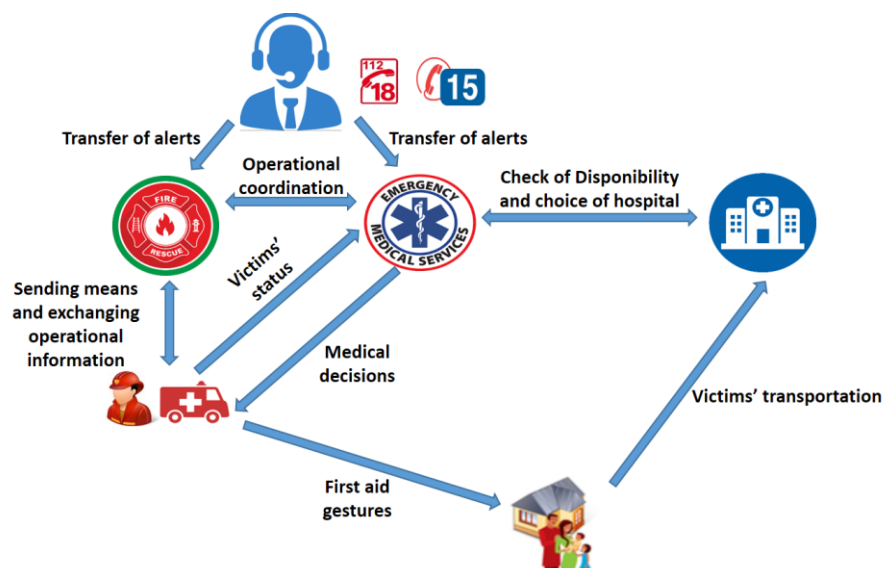 112
18
15
Transfer of alerts
Transfer of alerts
Operational
coordination
Check of Disponibility
and choice of hospital
FIRE
RESCUE
EMERGENCY
MEDICAL SERVICES
Victims'
status
Sending means
and exchanging
operational
information
Medical
decisions
Victims' transportation
First aid
gestures